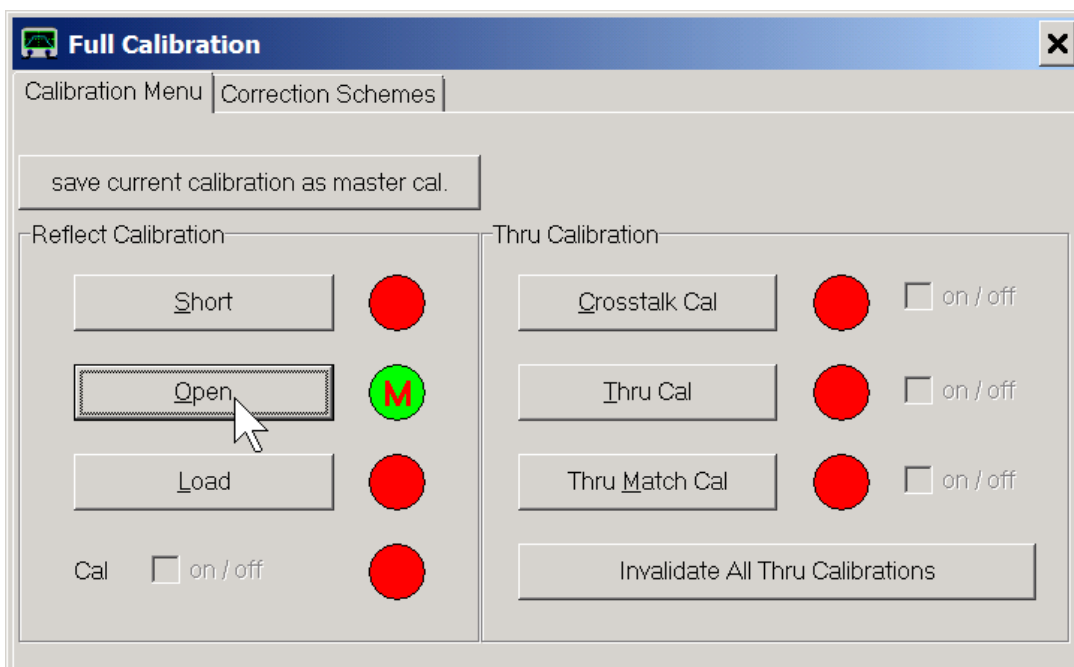 Full Calibration
Calibration Menu
Correction Schemes
save current calibration as master cal.
Reflect Calibration
Short
Open
M
Load
Cal
on / off
Thru Calibration
Crosstalk Cal
on / off
Thru Cal
on / off
Thru Match Cal
on / off
Invalidate All Thru Calibrations